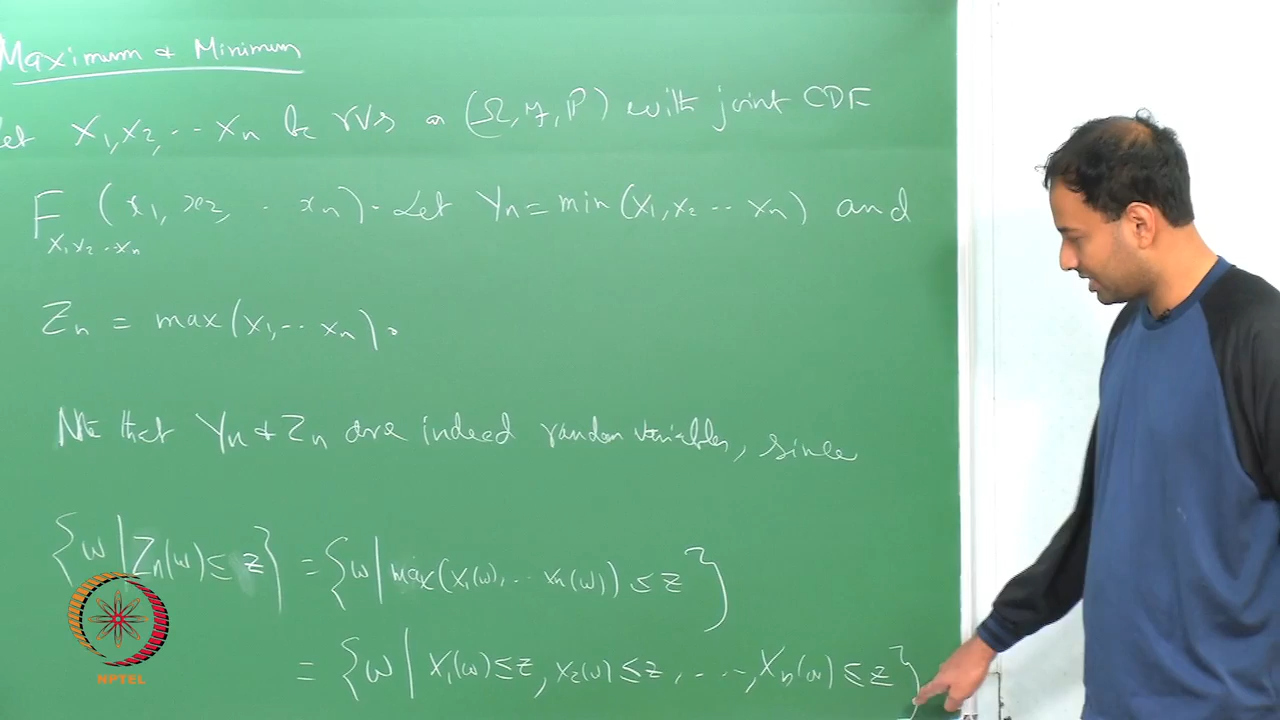 Maximum & Minimum
Let X1, X2, ... Xn be RVs on (Ω, F, P) with joint CDF
F X1X2...Xn (x1, x2, . xn). Let Yn = min(X1, X2 ... Xn) and
Zn = max(X1, ... Xn).
Note that Yn & Zn are indeed random variables, since
{ω | Zn(ω) ≤ z} = {ω | max(X1(ω), ... Xn(ω)) ≤ z}
= {ω | X1(ω) ≤ z, X2(ω) ≤ z, . ..., Xn(ω) ≤ z}
NPTEL